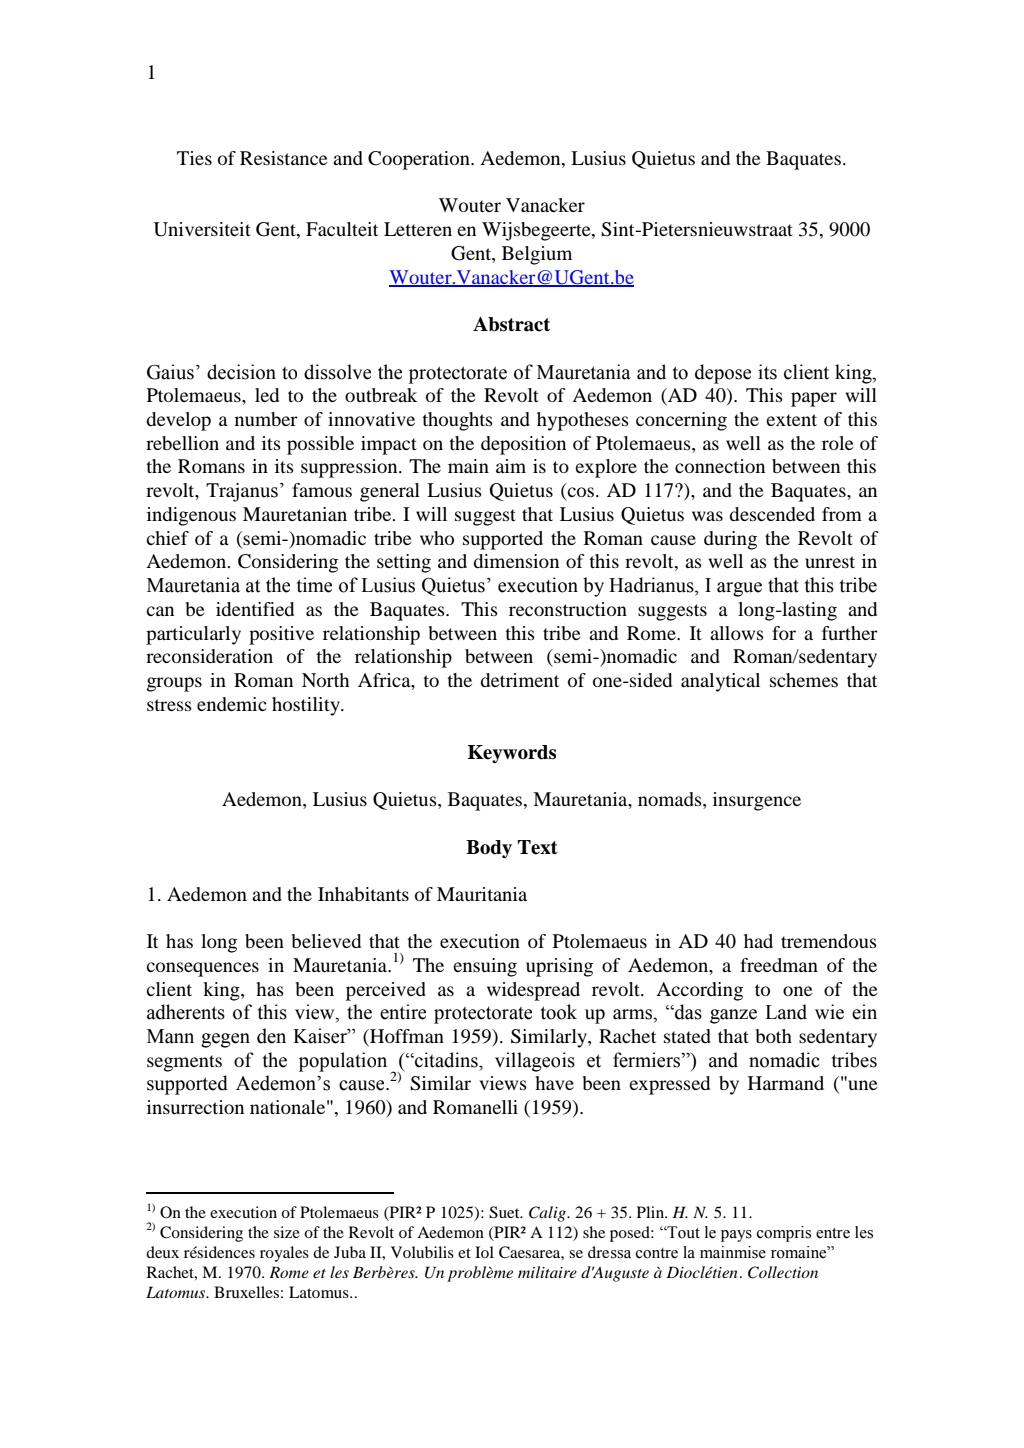 1
Ties of Resistance and Cooperation. Aedemon, Lusius Quietus and the Baquates.
Wouter Vanacker
Universiteit Gent, Faculteit Letteren en Wijsbegeerte, Sint-Pietersnieuwstraat 35, 9000
Gent, Belgium
Wouter.Vanacker@UGent.be
Abstract
Gaius’ decision to dissolve the protectorate of Mauretania and to depose its client king,
Ptolemaeus, led to the outbreak of the Revolt of Aedemon (AD 40). This paper will
develop a number of innovative thoughts and hypotheses concerning the extent of this
rebellion and its possible impact on the deposition of Ptolemaeus, as well as the role of
the Romans in its suppression. The main aim is to explore the connection between this
revolt, Trajanus’ famous general Lusius Quietus (cos. AD 117?), and the Baquates, an
indigenous Mauretanian tribe. I will suggest that Lusius Quietus was descended from a
chief of a (semi-)nomadic tribe who supported the Roman cause during the Revolt of
Aedemon. Considering the setting and dimension of this revolt, as well as the unrest in
Mauretania at the time of Lusius Quietus’ execution by Hadrianus, I argue that this tribe
can be identified as the Baquates. This reconstruction suggests a long-lasting and
particularly positive relationship between this tribe and Rome. It allows for a further
reconsideration of the relationship between (semi-)nomadic and Roman/sedentary
groups in Roman North Africa, to the detriment of one-sided analytical schemes that
stress endemic hostility.
Keywords
Aedemon, Lusius Quietus, Baquates, Mauretania, nomads, insurgence
Body Text
1. Aedemon and the Inhabitants of Mauritania
It has long been believed that the execution of Ptolemaeus in AD 40 had tremendous
consequences in Mauretania.1) The ensuing uprising of Aedemon, a freedman of the
client king, has been perceived as a widespread revolt. According to one of the
adherents of this view, the entire protectorate took up arms, “das ganze Land wie ein
Mann gegen den Kaiser” (Hoffman 1959). Similarly, Rachet stated that both sedentary
segments of the population (“citadins, villageois et fermiers”) and nomadic tribes
supported Aedemon’s cause.2) Similar views have been expressed by Harmand ("une
insurrection nationale", 1960) and Romanelli (1959).
1) On the execution of Ptolemaeus (PIR² P 1025): Suet. Calig. 26 + 35. Plin. H. N. 5. 11.
2) Considering the size of the Revolt of Aedemon (PIR² A 112) she posed: “Tout le pays compris entre les
deux résidences royales de Juba II, Volubilis et Iol Caesarea, se dressa contre la mainmise romaine”
Rachet, M. 1970. Rome et les Berbères. Un problème militaire d'Auguste à Dioclétien. Collection
Latomus. Bruxelles: Latomus..